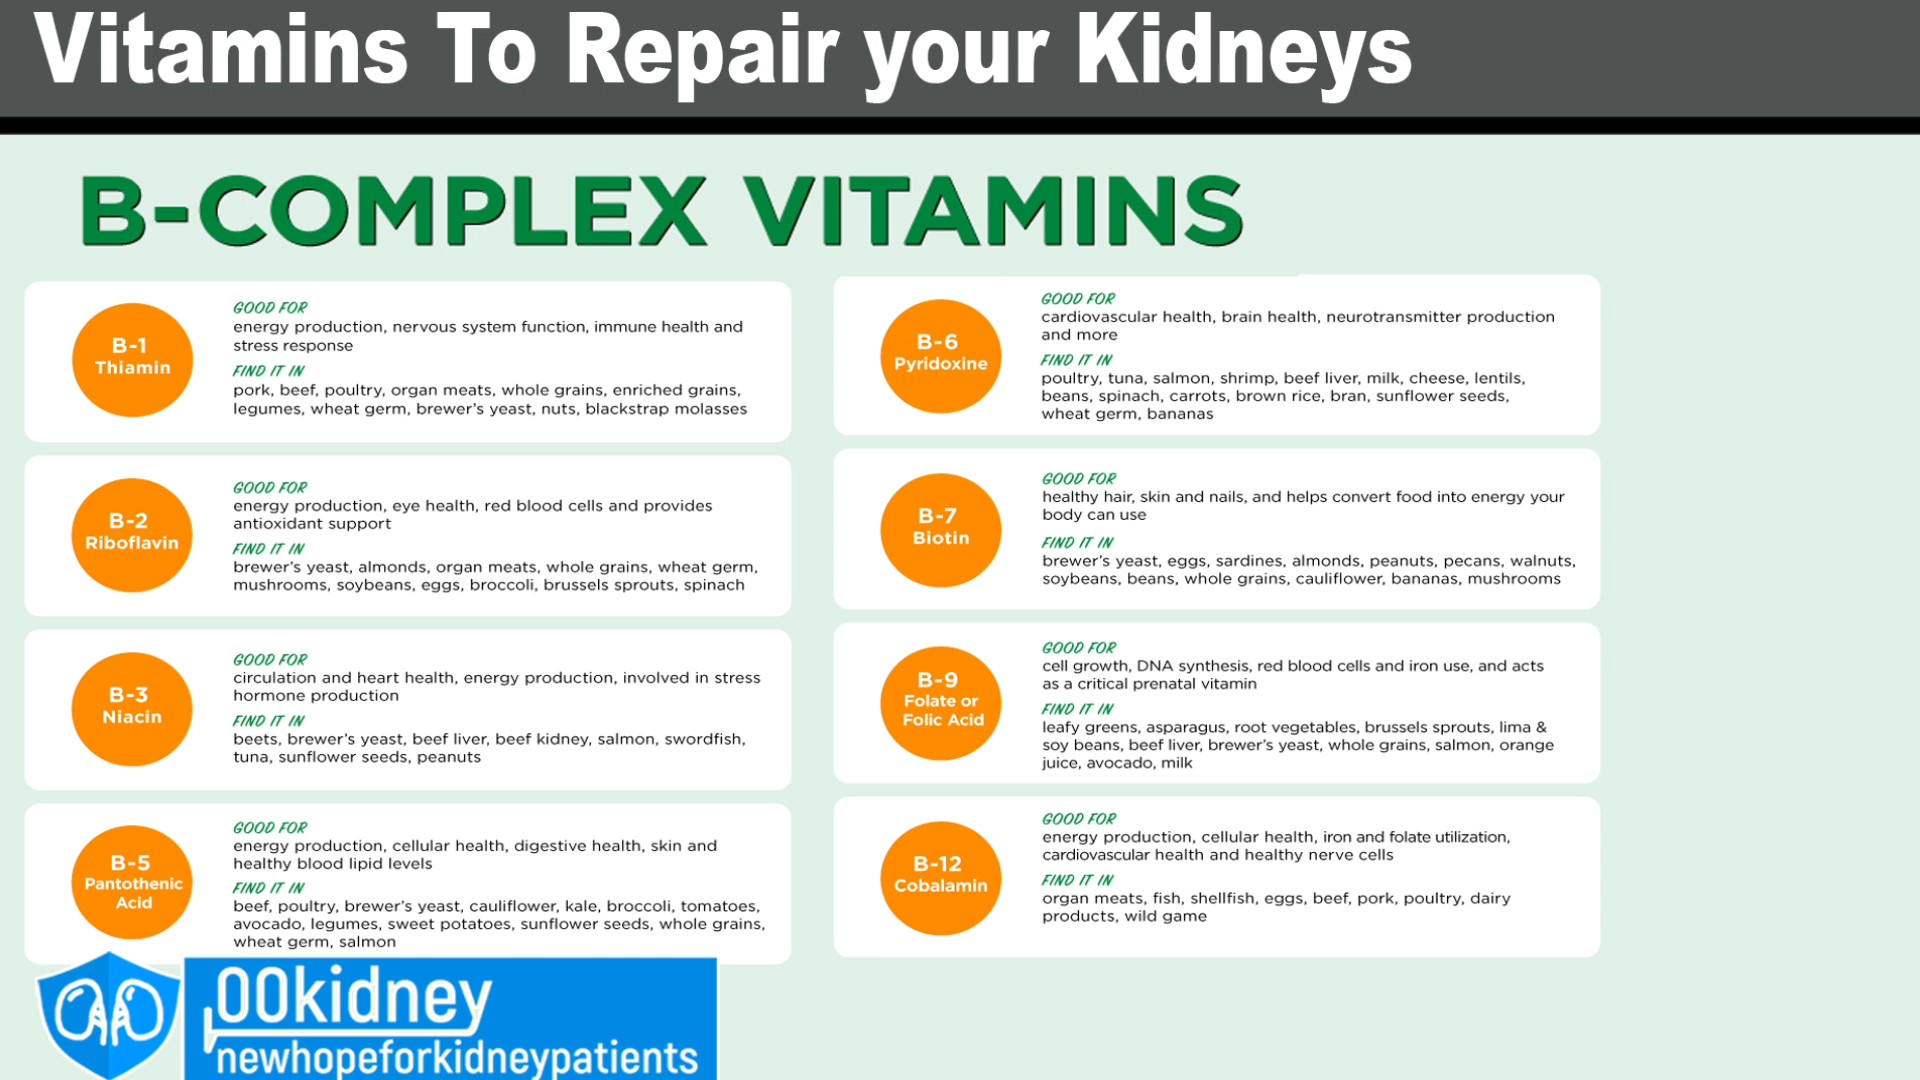 Vitamins To Repair your Kidneys
B-COMPLEX VITAMINS
B-1
Thiamin
GOOD FOR
energy production, nervous system function, immune health and
stress response
FIND IT IN
pork, beef, poultry, organ meats, whole grains, enriched grains,
legumes, wheat germ, brewer's yeast, nuts, blackstrap molasses
B-2
Riboflavin
GOOD FOR
energy production, eye health, red blood cells and provides
antioxidant support
FIND IT IN
brewer's yeast, almonds, organ meats, whole grains, wheat germ,
mushrooms, soybeans, eggs, broccoli, brussels sprouts, spinach
B-3
Niacin
GOOD FOR
circulation and heart health, energy production, involved in stress
hormone production
FIND IT IN
beets, brewer's yeast, beef liver, beef kidney, salmon, swordfish,
tuna, sunflower seeds, peanuts
B-5
Pantothenic
Acid
GOOD FOR
energy production, cellular health, digestive health, skin and
healthy blood lipid levels
FIND IT IN
beef, poultry, brewer's yeast, cauliflower, kale, broccoli, tomatoes,
avocado, legumes, sweet potatoes, sunflower seeds, whole grains,
wheat germ, salmon
B-6
Pyridoxine
GOOD FOR
cardiovascular health, brain health, neurotransmitter production
and more
FIND IT IN
poultry, tuna, salmon, shrimp, beef liver, milk, cheese, lentils,
beans, spinach, carrots, brown rice, bran, sunflower seeds,
wheat germ, bananas
B-7
Biotin
GOOD FOR
healthy hair, skin and nails, and helps convert food into energy your
body can use
FIND IT IN
brewer's yeast, eggs, sardines, almonds, peanuts, pecans, walnuts,
soybeans, beans, whole grains, cauliflower, bananas, mushrooms
B-9
Folate or
Folic Acid
GOOD FOR
cell growth, DNA synthesis, red blood cells and iron use, and acts
as a critical prenatal vitamin
FIND IT IN
leafy greens, asparagus, root vegetables, brussels sprouts, lima &
soy beans, beef liver, brewer's yeast, whole grains, salmon, orange
juice, avocado, milk
B-12
Cobalamin
GOOD FOR
energy production, cellular health, iron and folate utilization,
cardiovascular health and healthy nerve cells
FIND IT IN
organ meats, fish, shellfish, eggs, beef, pork, poultry, dairy
products, wild game
00kidney
newhopeforkidneypatients